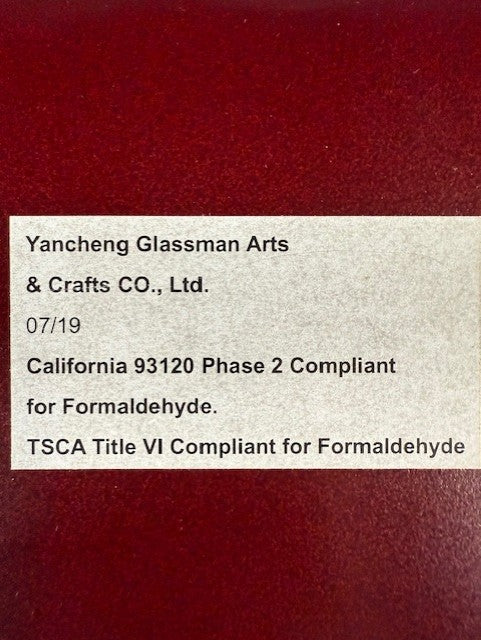 Yancheng Glassman Arts
& Crafts CO., Ltd.
07/19
California 93120 Phase 2 Compliant
for Formaldehyde.
TSCA Title VI Compliant for Formaldehyde